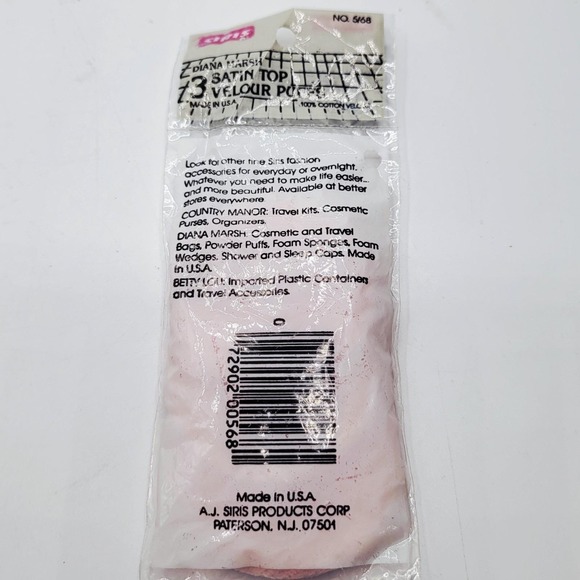 NO. 5/68
Siris
DIANA MARSH
3 SATIN TOP
VELOUR PUFFS
MADE IN U.S.A.
100% COTTON VELOUR
Look for other fine Siris fashion
accessories for everyday or overnight.
Whatever you need to make life easier...
and more beautiful. Available at better
stores everywhere.
COUNTRY MANOR: Travel Kits, Cosmetic
Purses, Organizers.
DIANA MARSH: Cosmetic and Travel
Bags, Powder Puffs, Foam Sponges, Foam
Wedges, Shower and Sleep Caps. Made
in U.S.A.
BETTY LOU: Imported Plastic Containers
and Travel Accessories.
0
72902 00568
Made in U.S.A.
A.J. SIRIS PRODUCTS CORP.
PATERSON, N.J. 07501